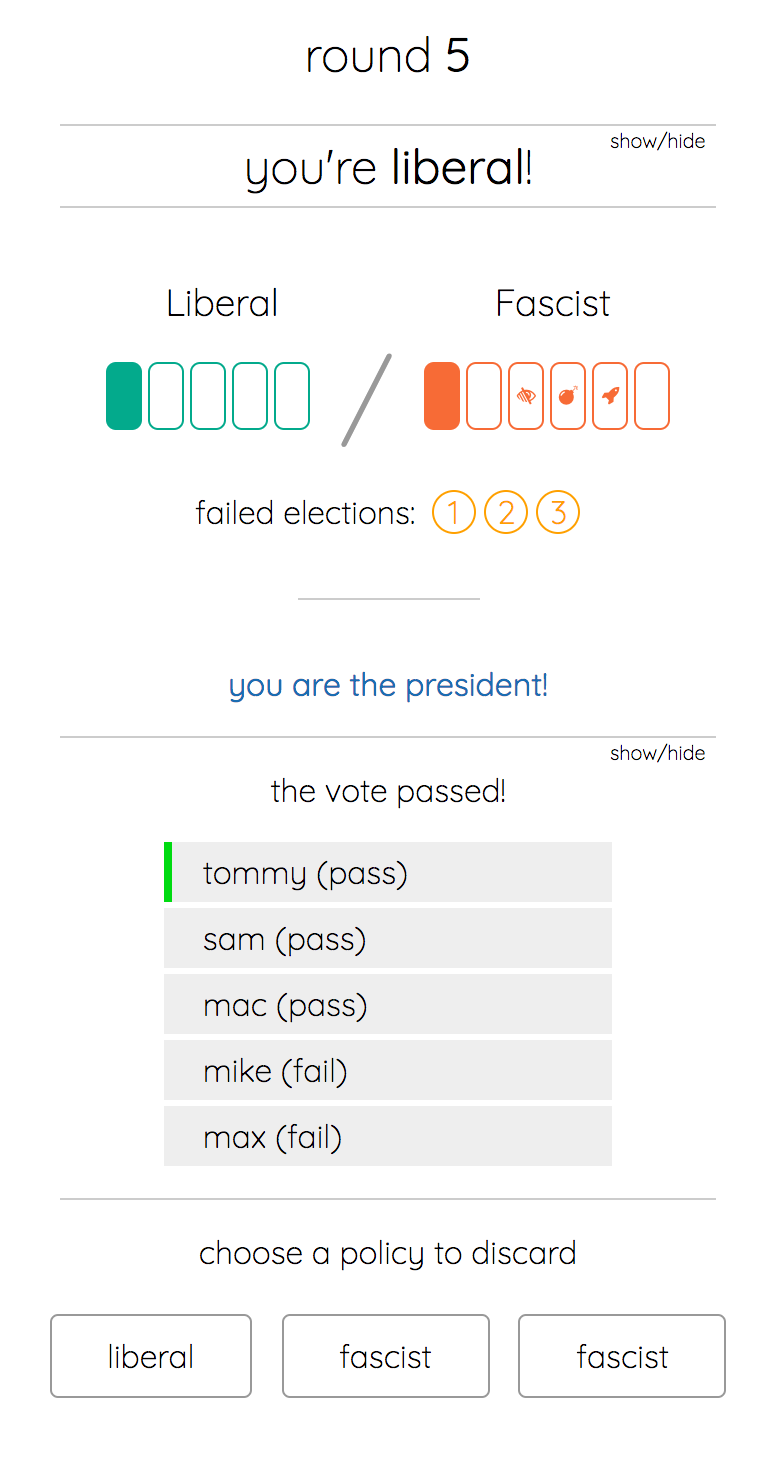 round 5
show/hide
you're liberal!
Liberal
Fascist
failed elections: 1 2 3
you are the president!
show/hide
the vote passed!
tommy (pass)
sam (pass)
mac (pass)
mike (fail)
max (fail)
choose a policy to discard
liberal
fascist
fascist